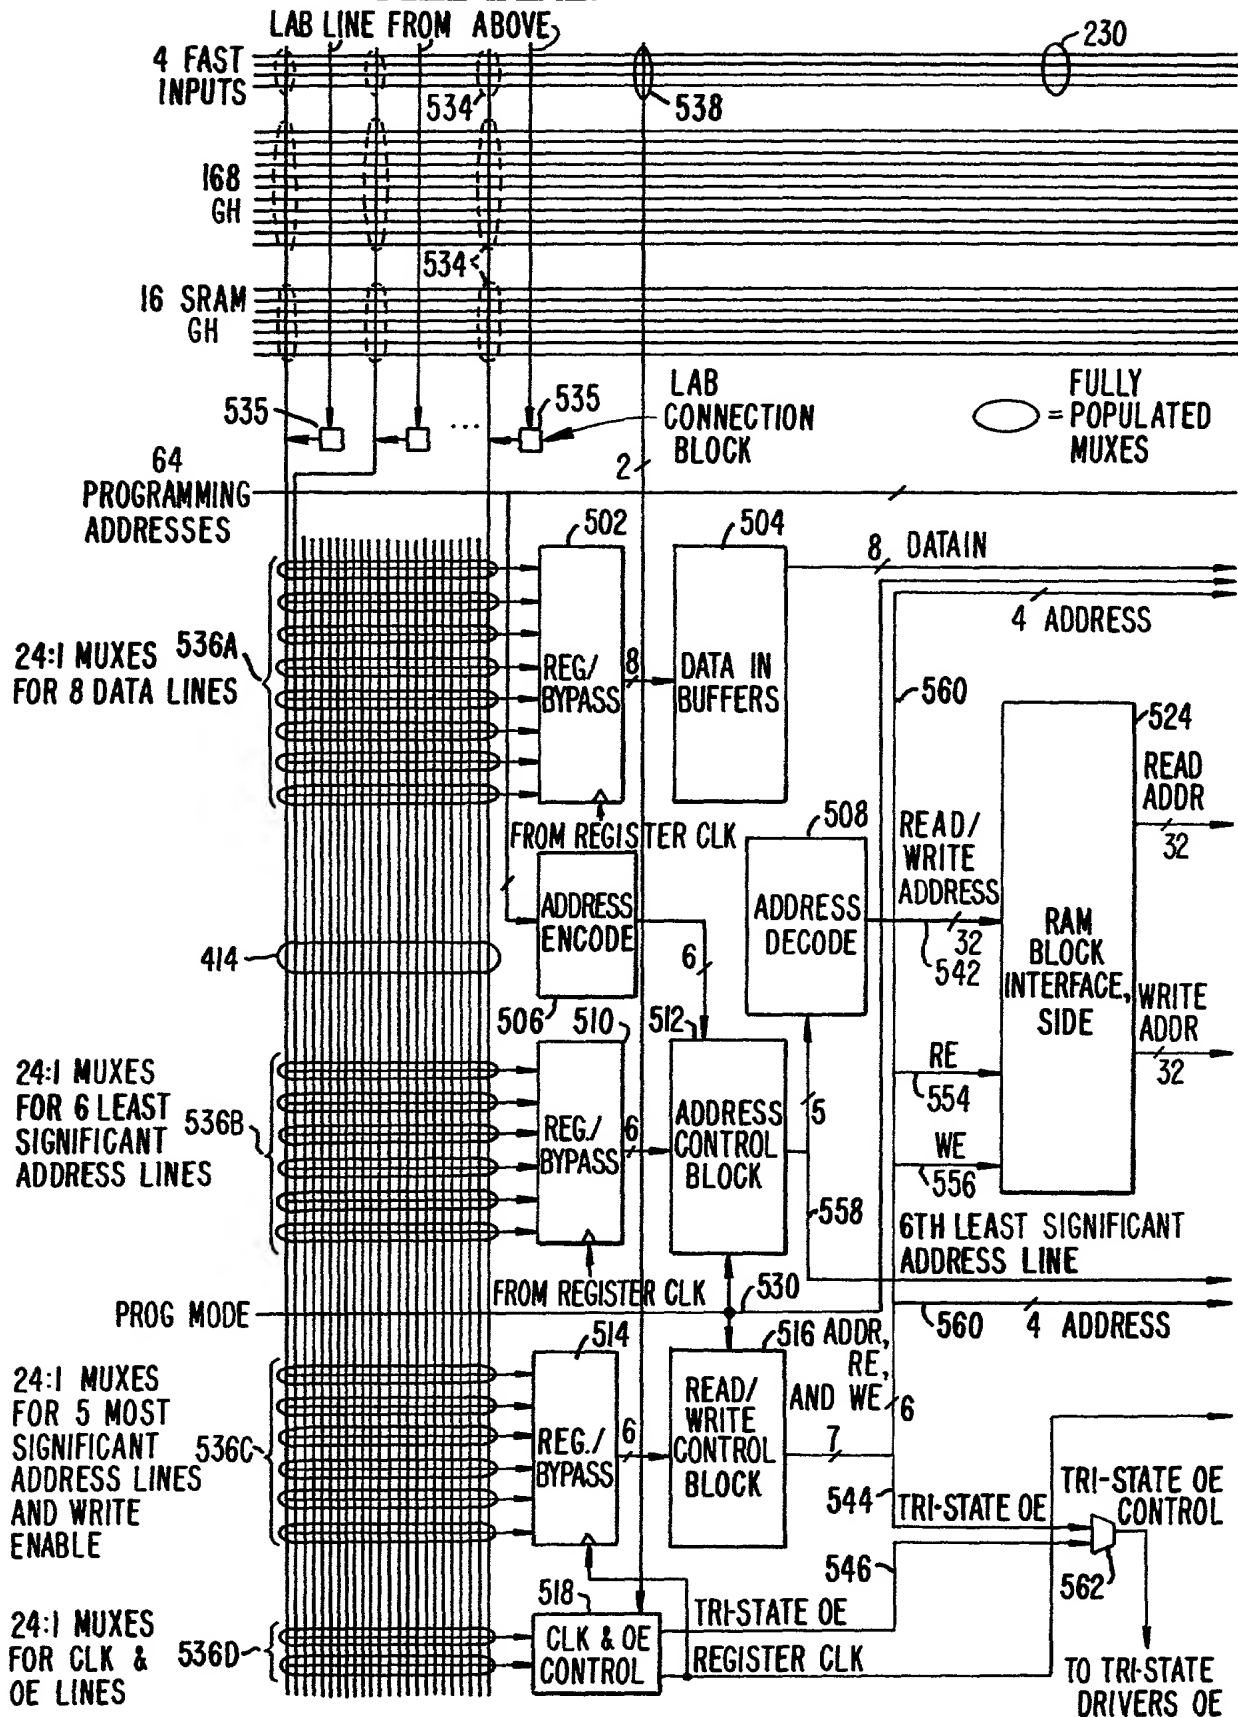 LAB LINE FROM ABOVE
4 FAST
INPUTS
230
534
538
168
GH
534
16 SRAM
GH
535
535
LAB
CONNECTION
BLOCK
= FULLY
POPULATED
MUXES
...
2
64
PROGRAMMING
ADDRESSES
502
504
8 DATAIN
4 ADDRESS
24:1 MUXES
FOR 8 DATA LINES
536A
REG/
BYPASS
8
DATA IN
BUFFERS
560
524
READ
ADDR
32
FROM REGISTER CLK
508
READ/
WRITE
ADDRESS
32
542
ADDRESS
ENCODE
6
ADDRESS
DECODE
RAM
BLOCK
INTERFACE,
SIDE
414
506
510
512
WRITE
ADDR
32
24:1 MUXES
FOR 6 LEAST
SIGNIFICANT
ADDRESS LINES
536B
REG./
BYPASS
6
ADDRESS
CONTROL
BLOCK
5
RE
554
WE
556
558
6TH LEAST SIGNIFICANT
ADDRESS LINE
FROM REGISTER CLK
530
PROG MODE
560
4 ADDRESS
514
516
ADDR,
RE,
AND WE
6
24:1 MUXES
FOR 5 MOST
SIGNIFICANT
ADDRESS LINES
AND WRITE
ENABLE
536C
REG./
BYPASS
6
READ/
WRITE
CONTROL
BLOCK
7
544
TRI-STATE OE
TRI-STATE OE
CONTROL
546
562
518
TRI-STATE OE
24:1 MUXES
FOR CLK &
OE LINES
536D
CLK & OE
CONTROL
REGISTER CLK
TO TRI-STATE
DRIVERS OE